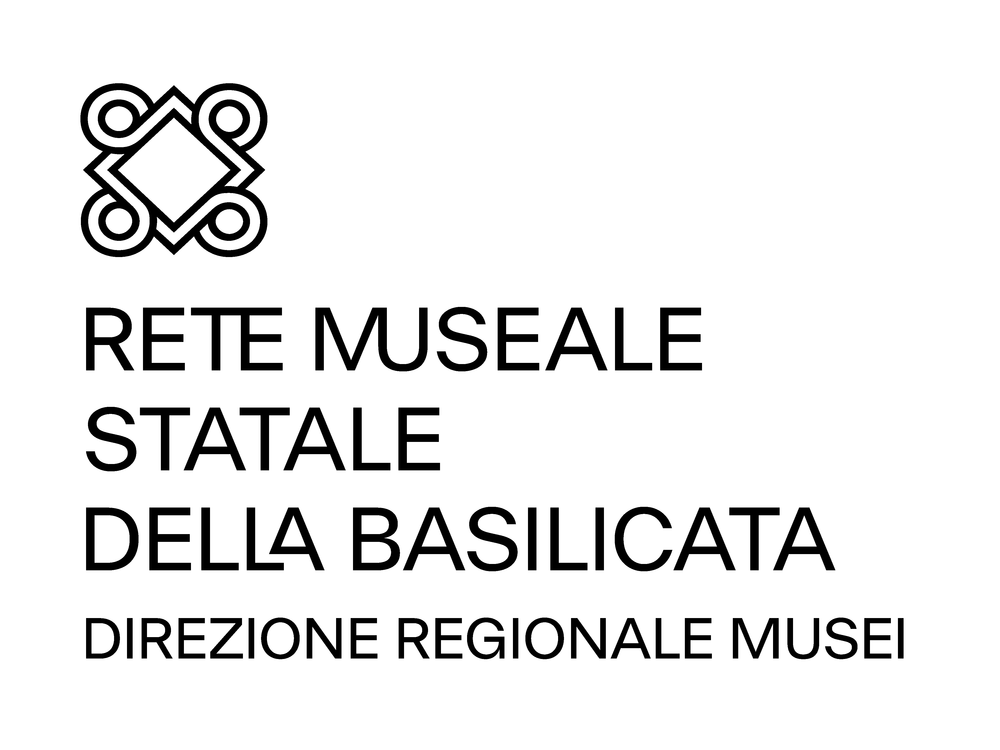 RETE MUSEALE
STATALE
DELLA BASILICATA
DIREZIONE REGIONALE MUSEI